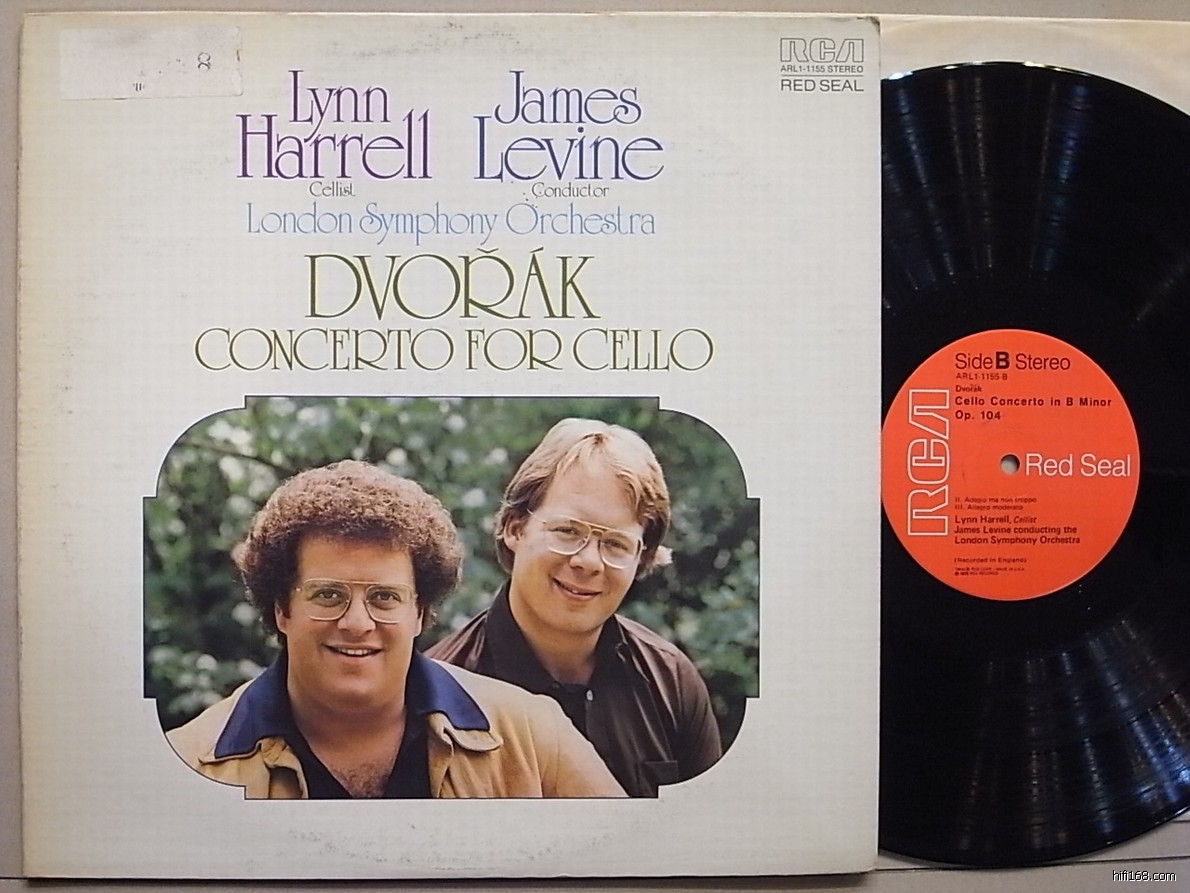 Lynn
Harrell
Cellist
James
Levine
Conductor
London Symphony Orchestra
DVOŘÁK
CONCERTO FOR CELLO
RCA
ARL1-1155 STEREO
RED SEAL
Side B Stereo
ARL1-1155-B
Dvořák
Cello Concerto in B Minor
Op. 104
RCA
Red Seal
II. Adagio ma non troppo
III. Allegro moderato
Lynn Harrell, Cellist
James Levine conducting the
London Symphony Orchestra
(Recorded in England)
hifi168.com